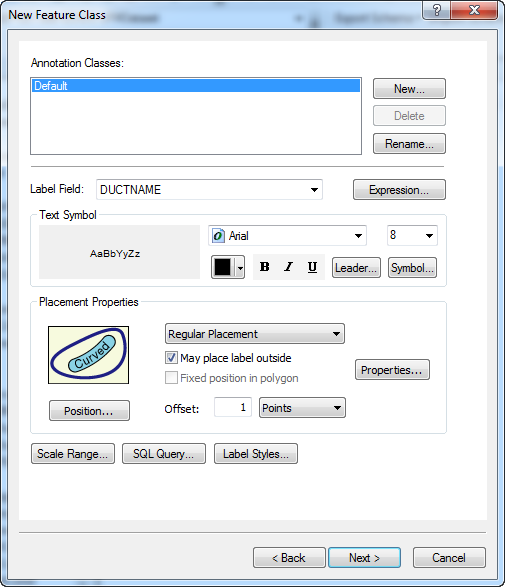 New Feature Class
Annotation Classes:
Default
New...
Delete
Rename...
Label Field: DUCTNAME Expression...
Text Symbol
AaBbYyZz Arial 8
B I U Leader... Symbol...
Placement Properties
Curved
Regular Placement
May place label outside
Fixed position in polygon
Properties...
Position... Offset: 1 Points
Scale Range... SQL Query... Label Styles...
< Back Next > Cancel